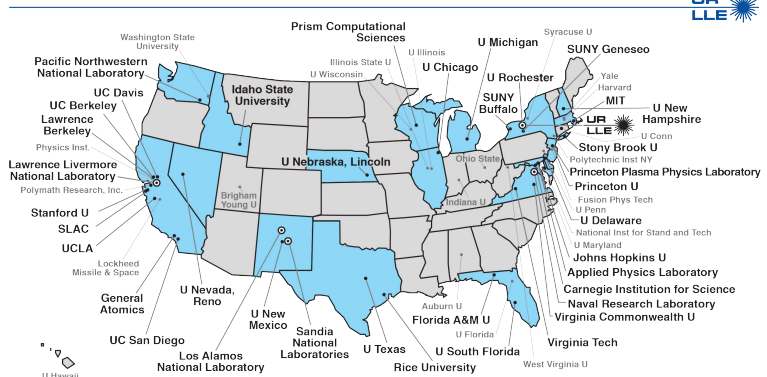 UR
LLE
Prism Computational
Sciences
Syracuse U
Washington State
University
U Michigan
SUNY Geneseo
Illinois State U
U Illinois
Pacific Northwestern
National Laboratory
U Wisconsin
U Chicago
U Rochester
Yale
Harvard
UC Davis
Idaho State
University
SUNY
Buffalo
MIT
UC Berkeley
U New
Hampshire
Lawrence
Berkeley
UR
LLE
U Conn
Physics Inst.
Stony Brook U
Polytechnic Inst NY
Lawrence Livermore
National Laboratory
U Nebraska, Lincoln
Ohio State
Princeton Plasma Physics Laboratory
Polymath Research, Inc.
Brigham
Young U
Indiana U
Princeton U
Fusion Phys Tech
U Penn
Stanford U
U Delaware
SLAC
National Inst for Stand and Tech
UCLA
U Maryland
Johns Hopkins U
Lockheed
Missile & Space
Applied Physics Laboratory
General
Atomics
U Nevada,
Reno
Carnegie Institution for Science
Auburn U
Naval Research Laboratory
U New
Mexico
Florida A&M U
Virginia Commonwealth U
UC San Diego
Sandia
National
Laboratories
U Florida
Virginia Tech
Los Alamos
National Laboratory
U Texas
U South Florida
Rice University
West Virginia U
U Hawaii